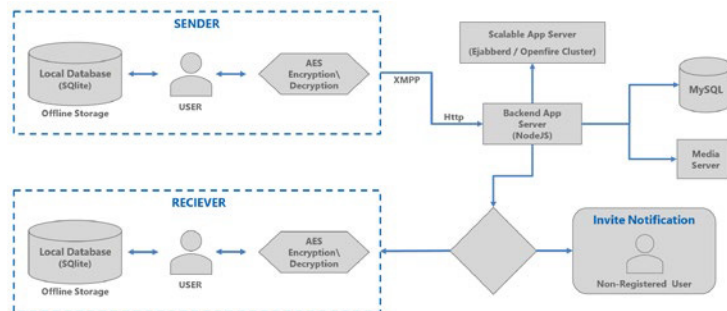 SENDER
Local Database
(SQlite)
Offline Storage
USER
AES
Encryption\
Decryption
XMPP
Http
Scalable App Server
(Ejabberd / Openfire Cluster)
Backend App
Server
(NodeJS)
MySQL
Media
Server
RECIEVER
Local Database
(SQlite)
Offline Storage
USER
AES
Encryption\
Decryption
Invite Notification
Non-Registered User